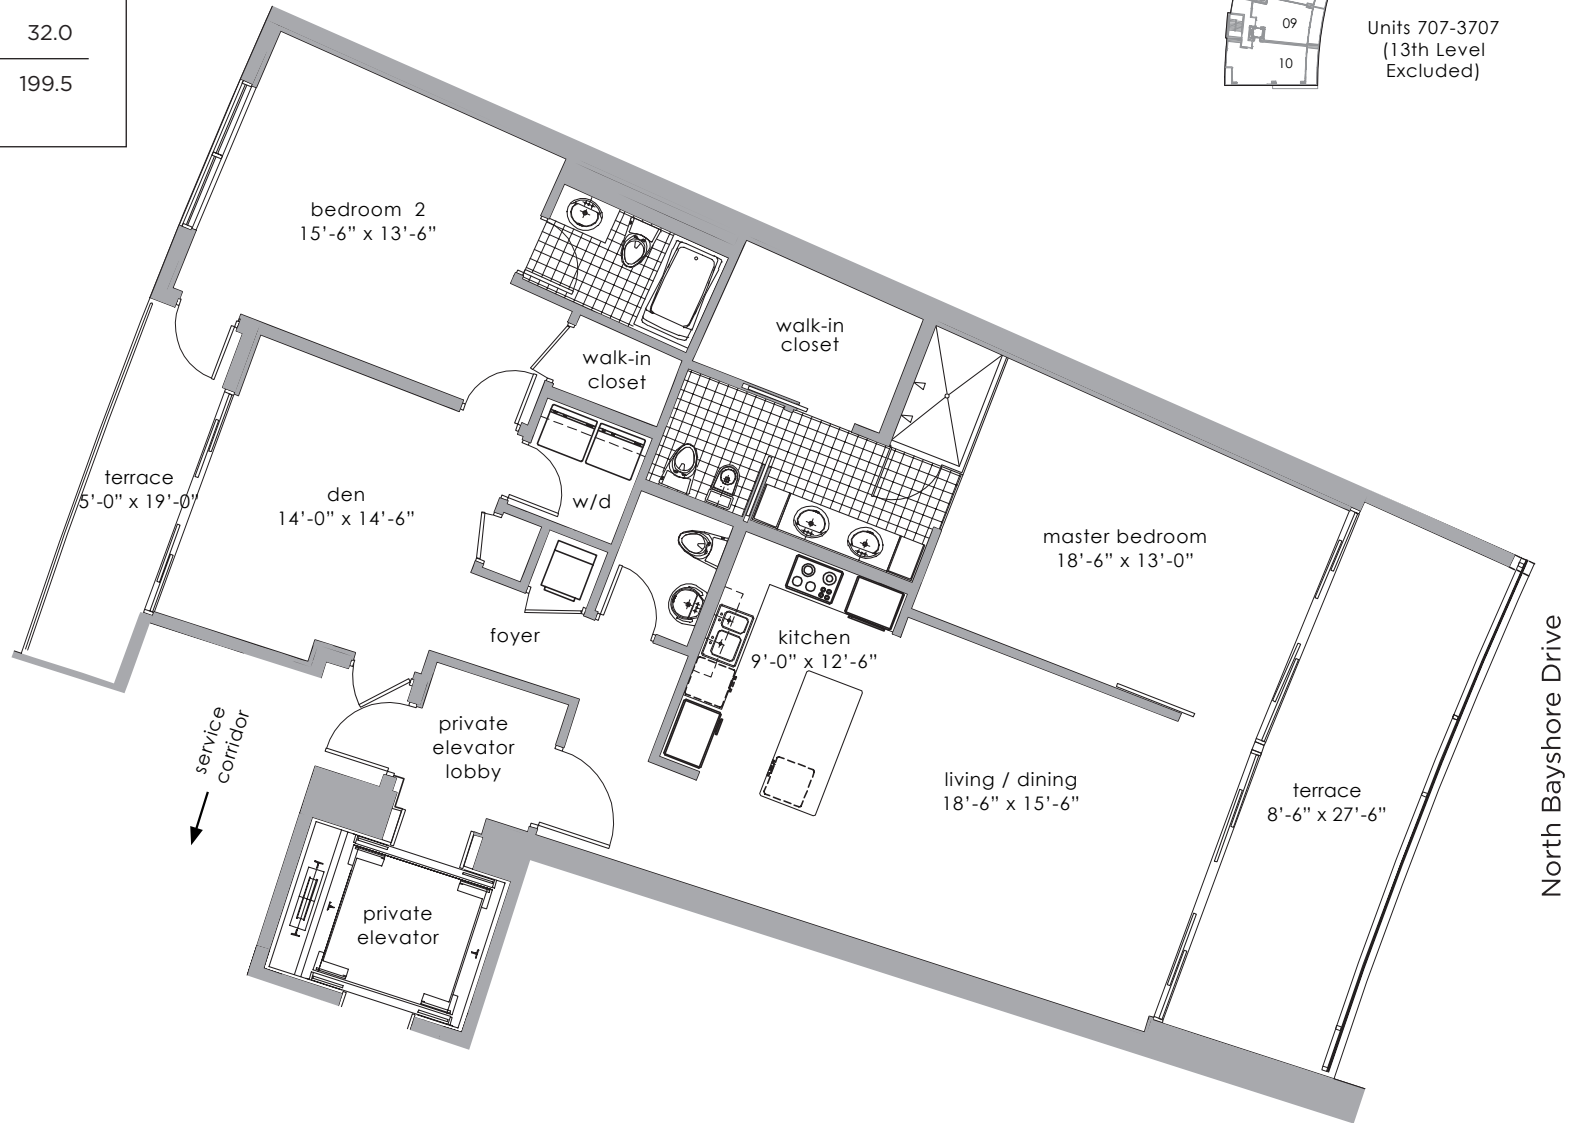 32.0
199.5
09
10
Units 707-3707
(13th Level
Excluded)
bedroom 2
15’-6” x 13’-6”
walk-in
closet
walk-in
closet
terrace
5’-0” x 19’-0”
den
14’-0” x 14’-6”
w/d
master bedroom
18’-6” x 13’-0”
foyer
kitchen
9’-0” x 12’-6”
service
corridor
private
elevator
lobby
living / dining
18’-6” x 15’-6”
terrace
8’-6” x 27’-6”
North Bayshore Drive
private
elevator